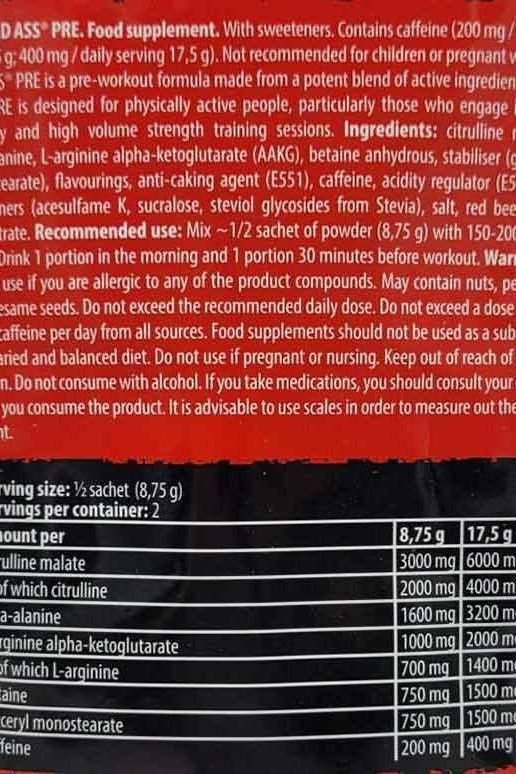 D ASS® PRE. Food supplement. With sweeteners. Contains caffeine (200 mg /
g; 400 mg / daily serving 17,5 g). Not recommended for children or pregnant
S® PRE is a pre-workout formula made from a potent blend of active ingredien
RE is designed for physically active people, particularly those who engage
y and high volume strength training sessions. Ingredients: citrulline
anine, L-arginine alpha-ketoglutarate (AAKG), betaine anhydrous, stabiliser (g
earate), flavourings, anti-caking agent (E551), caffeine, acidity regulator (E5
ners (acesulfame K, sucralose, steviol glycosides from Stevia), salt, red bee
trate. Recommended use: Mix ~1/2 sachet of powder (8,75 g) with 150-200
Drink 1 portion in the morning and 1 portion 30 minutes before workout. Warn
use if you are allergic to any of the product compounds. May contain nuts, pe
esame seeds. Do not exceed the recommended daily dose. Do not exceed a dose
caffeine per day from all sources. Food supplements should not be used as a sub
aried and balanced diet. Do not use if pregnant or nursing. Keep out of reach of
n. Do not consume with alcohol. If you take medications, you should consult your
you consume the product. It is advisable to use scales in order to measure out the
nt.
rving size: ½ sachet (8,75 g)
rvings per container: 2
ount per 8,75 g 17,5 g
rulline malate 3000 mg 6000 m
of which citrulline 2000 mg 4000 m
a-alanine 1600 mg 3200 m
rginine alpha-ketoglutarate 1000 mg 2000 m
of which L-arginine 700 mg 1400 m
taine 750 mg 1500 m
ceryl monostearate 750 mg 1500 m
feine 200 mg 400 mg